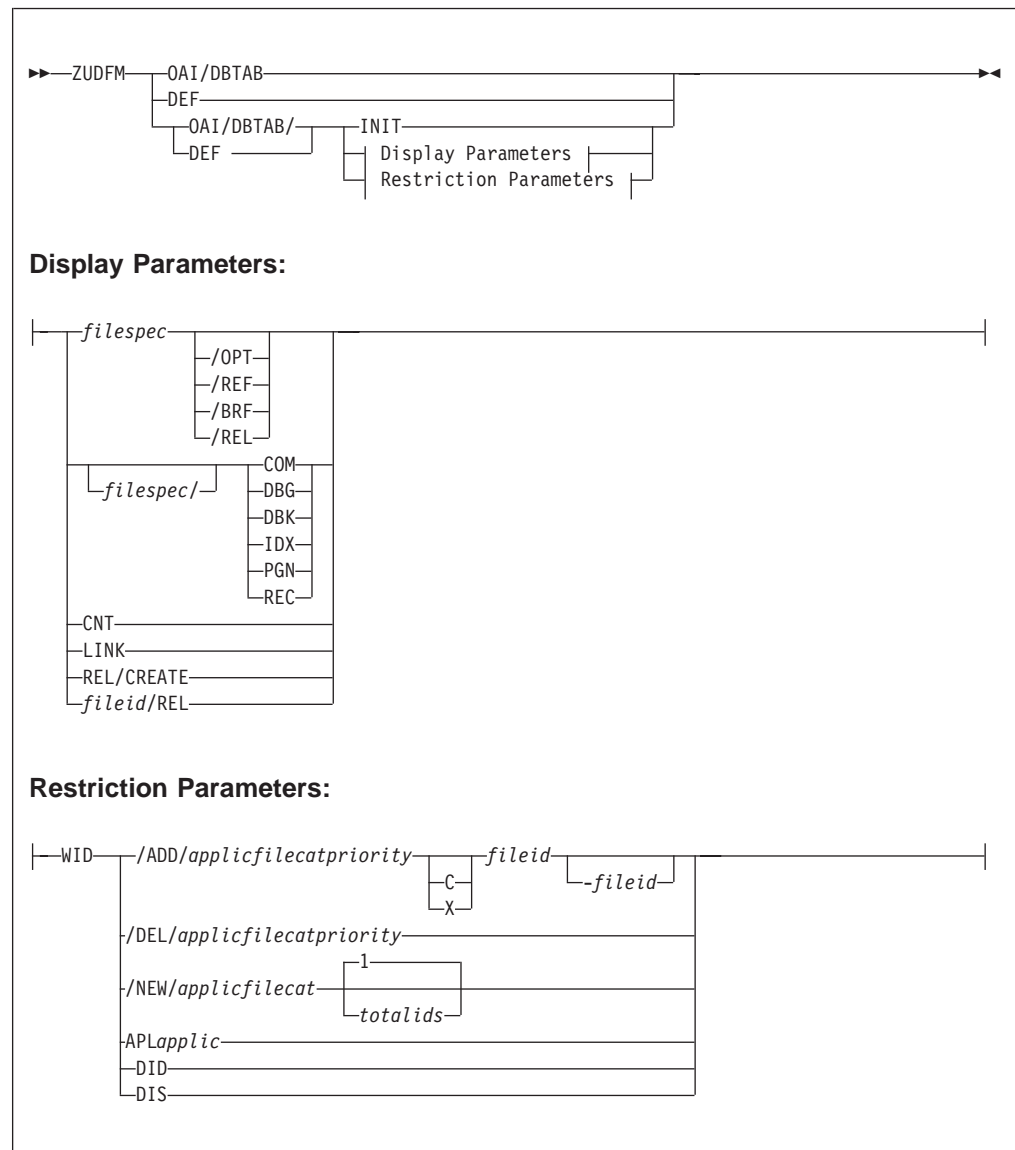 ZUDFM OAI/DBTAB
DEF
OAI/DBTAB/ INIT
DEF Display Parameters
Restriction Parameters
Display Parameters:
filespec
/OPT
/REF
/BRF
/REL
COM
filespec/ DBG
DBK
IDX
PGN
REC
CNT
LINK
REL/CREATE
fileid/REL
Restriction Parameters:
WID /ADD/applicfilecatpriority fileid
C -fileid
X
/DEL/applicfilecatpriority
1
/NEW/applicfilecat
totalids
APLapplic
DID
DIS